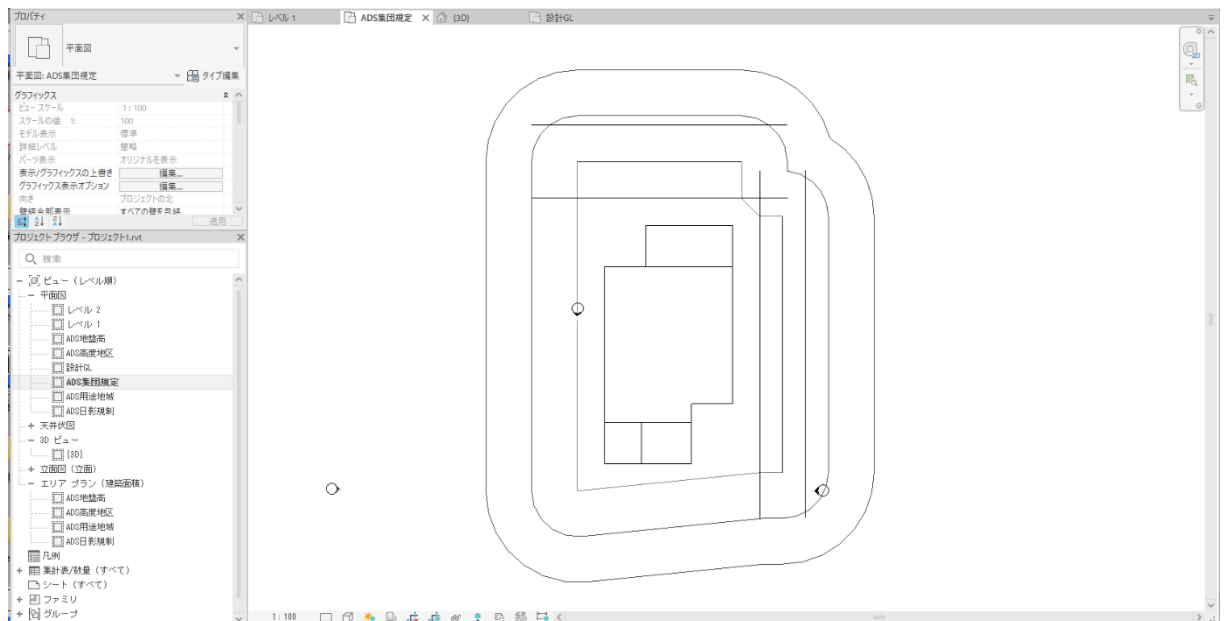 プロパティ
レベル 1
ADS集団規定
{3D}
設計GL
平面図
平面図: ADS集団規定
タイプ編集
グラフィックス
ビュー スケール 1 : 100
スケールの値 1: 100
モデル表示 標準
詳細レベル 簡略
パーツ表示 オリジナルを表示
表示/グラフィックスの上書き 編集...
グラフィックス表示オプション 編集...
向き プロジェクトの北
壁結合部表示 すべての壁を包絡
適用
プロジェクト ブラウザ - プロジェクト1.rvt
検索
ビュー (レベル順)
平面図
レベル 2
レベル 1
ADS地盤高
ADS高度地区
設計GL
ADS集団規定
ADS用途地域
ADS日影規制
天井伏図
3D ビュー
{3D}
立面図 (立面)
エリア プラン (建築面積)
ADS地盤高
ADS高度地区
ADS用途地域
ADS日影規制
凡例
集計表/数量 (すべて)
シート (すべて)
ファミリ
グループ
1 : 100